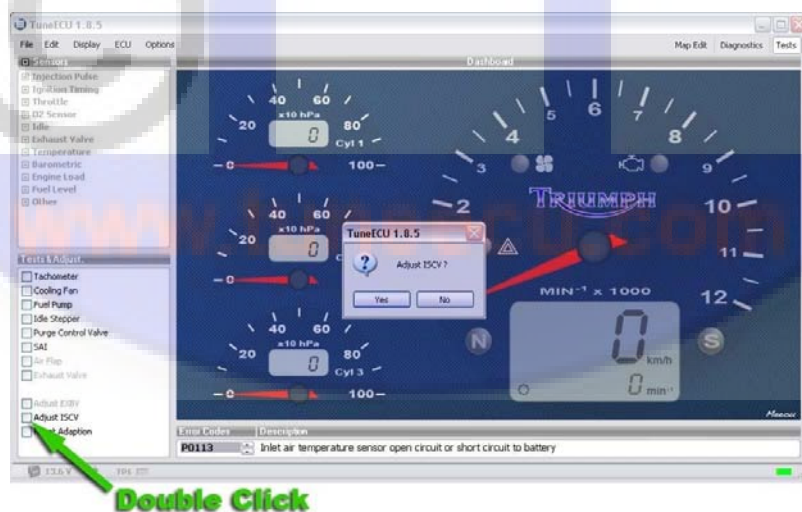 TuneECU 1.8.5
File Edit Display ECU Options
Map Edit Diagnostics Tests
Sensors
Injection Pulse
Ignition Timing
Throttle
O2 Sensor
Idle
Exhaust Valve
Temperature
Barometric
Engine Load
Fuel Level
Other
Tests & Adjust.
Tachometer
Cooling Fan
Fuel Pump
Idle Stepper
Purge Control Valve
SAI
Air Flap
Exhaust Valve
Adjust EXBV
Adjust ISCV
Adaption
Dashboard
20 40 60 80 100
x10 hPa
0
Cyl 1
0
20 40 60
x10 hPa
0
0
20 40 60 80 100
x10 hPa
0
Cyl 3
0
2 3 4 5 6 7 8 9 10 11 12
TRIUMPH
MIN⁻¹ x 1000
N
S
0 km/h
0 min⁻¹
TuneECU 1.8.5
Adjust ISCV ?
Yes No
Error Codes Description
P0113 Inlet air temperature sensor open circuit or short circuit to battery
13.6 V
Double Click
www.tuneecu.com